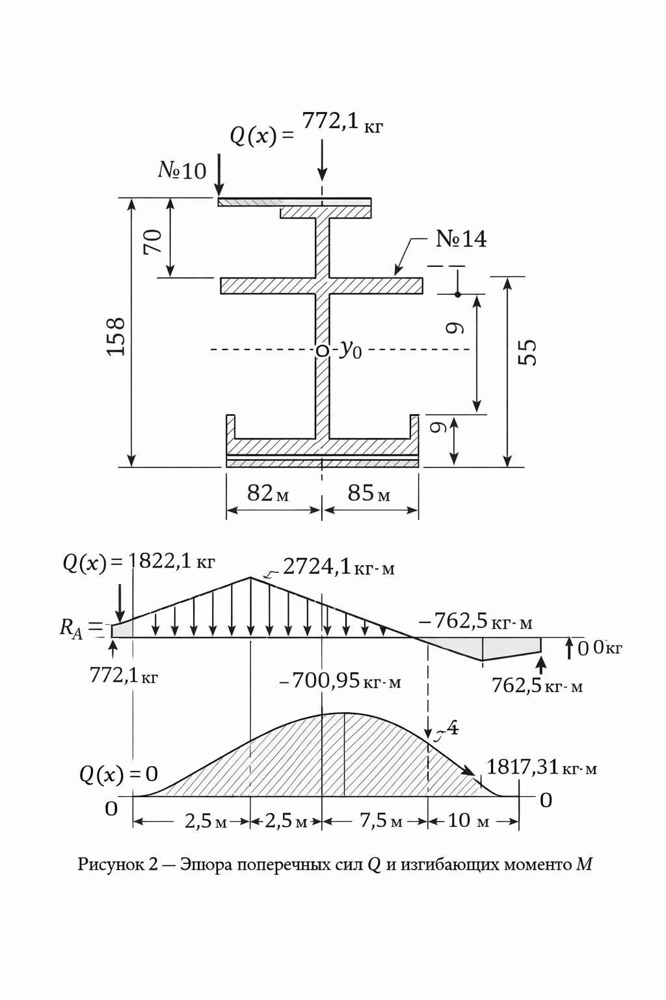 Q(x) = 772,1 кг
№10
70
№14
158
9
y0
55
9
82 м
85 м
Q(x) = 1822,1 кг
2724,1 кг·м
RA =
−762,5 кг·м
0 0кг
772,1 кг
−700,95 кг·м
762,5 кг·м
4
1817,31 кг·м
Q(x) = 0
0
0
2,5 м
2,5 м
7,5 м
10 м
Рисунок 2 — Эпюра поперечных сил Q и изгибающих моменто M